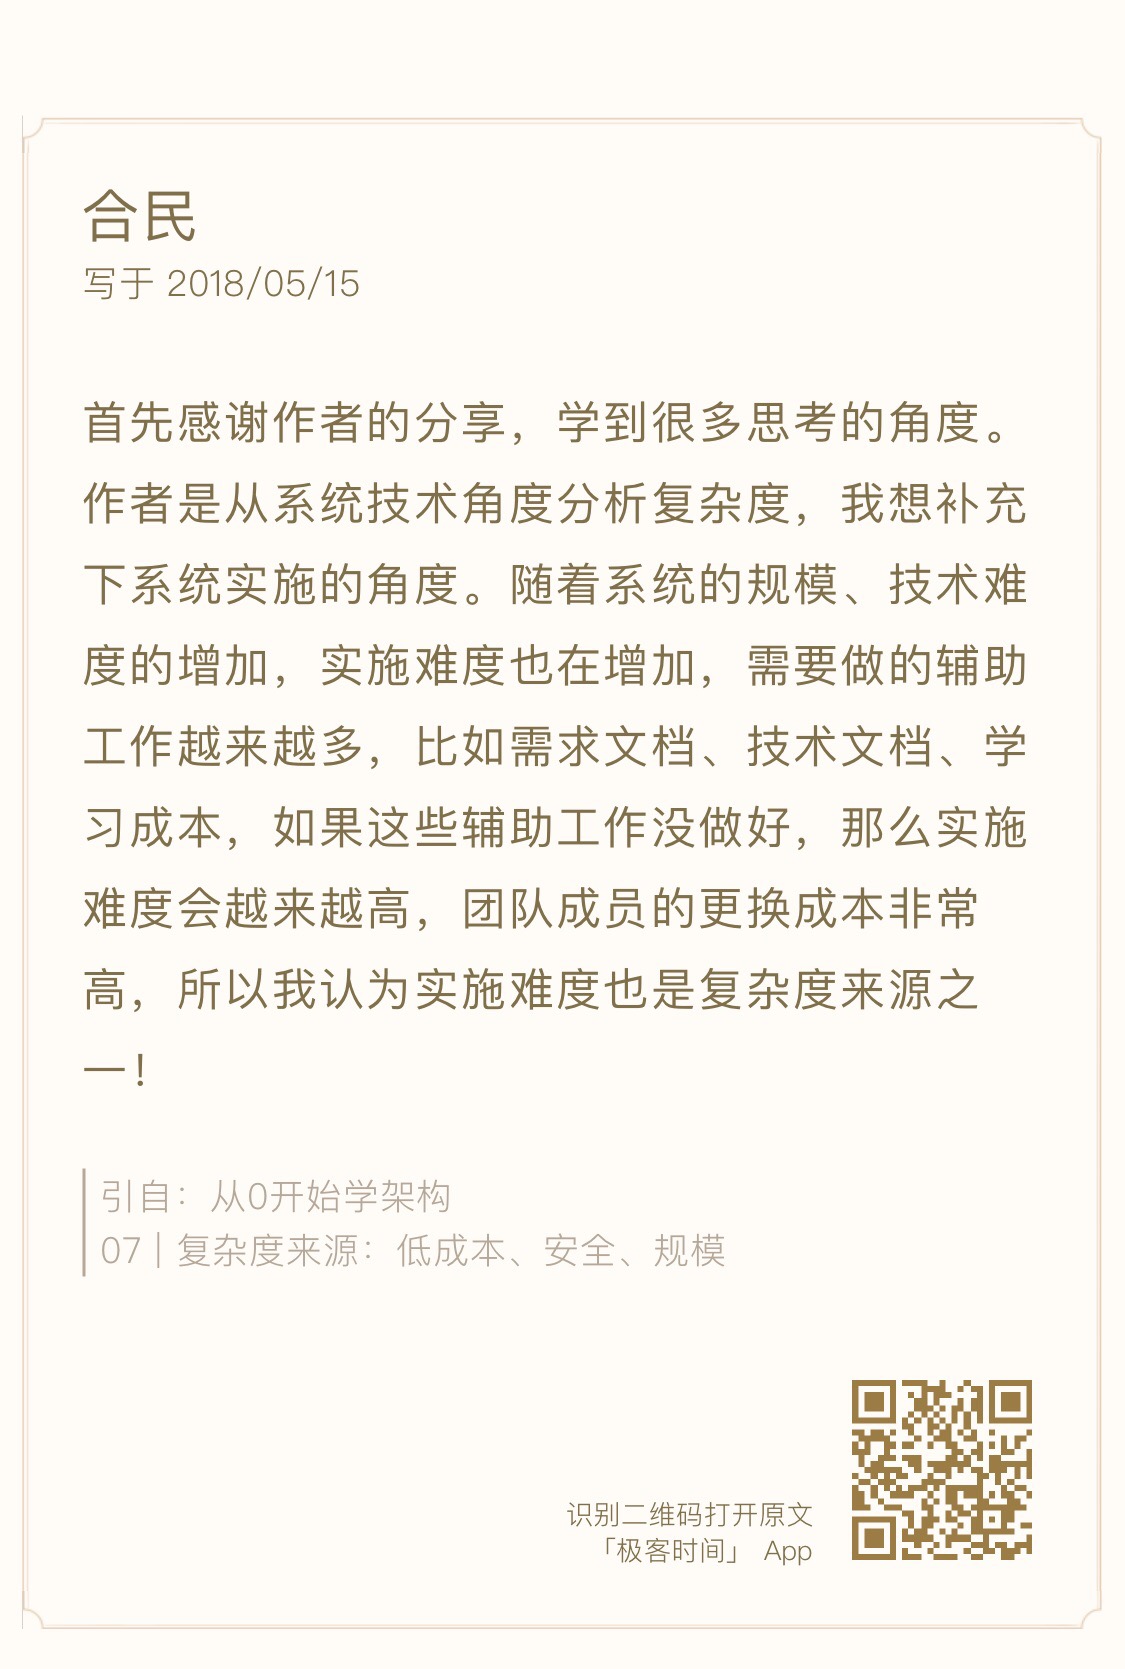 合民
写于 2018/05/15
首先感谢作者的分享，学到很多思考的角度。
作者是从系统技术角度分析复杂度，我想补充
下系统实施的角度。随着系统的规模、技术难
度的增加，实施难度也在增加，需要做的辅助
工作越来越多，比如需求文档、技术文档、学
习成本，如果这些辅助工作没做好，那么实施
难度会越来越高，团队成员的更换成本非常
高，所以我认为实施难度也是复杂度来源之
一！
引自：从0开始学架构
07 | 复杂度来源：低成本、安全、规模
识别二维码打开原文
「极客时间」 App